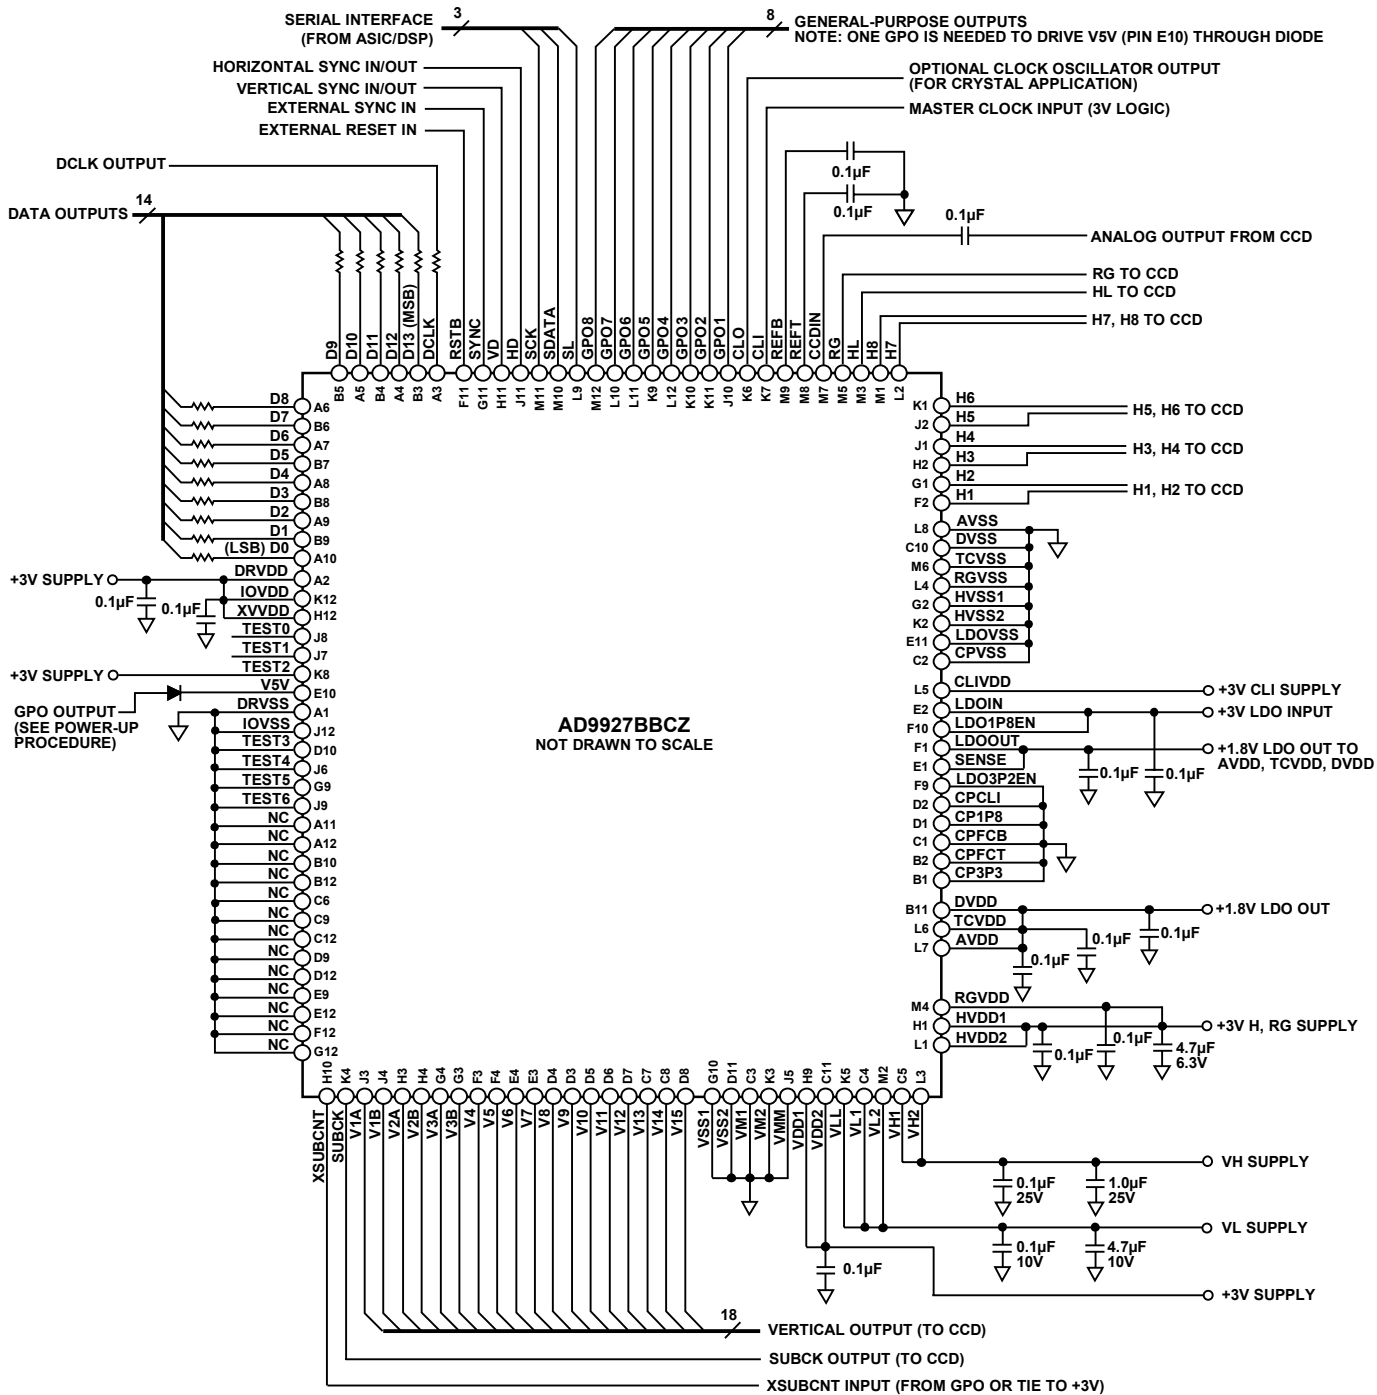 SERIAL INTERFACE
(FROM ASIC/DSP)
3
8
GENERAL-PURPOSE OUTPUTS
NOTE: ONE GPO IS NEEDED TO DRIVE V5V (PIN E10) THROUGH DIODE
HORIZONTAL SYNC IN/OUT
VERTICAL SYNC IN/OUT
EXTERNAL SYNC IN
EXTERNAL RESET IN
OPTIONAL CLOCK OSCILLATOR OUTPUT
(FOR CRYSTAL APPLICATION)
MASTER CLOCK INPUT (3V LOGIC)
DCLK OUTPUT
0.1µF
0.1µF
0.1µF
DATA OUTPUTS
14
ANALOG OUTPUT FROM CCD
RG TO CCD
HL TO CCD
H7, H8 TO CCD
D9
D10
D11
D12
D13 (MSB)
DCLK
RSTB
SYNC
VD
HD
SCK
SDATA
SL
GPO8
GPO7
GPO6
GPO5
GPO4
GPO3
GPO2
GPO1
CLO
CLI
REFB
REFT
CCDIN
RG
HL
H8
H7
B5
A5
B4
A4
B3
A3
F11
G11
H11
J11
M11
M10
L9
M12
L10
L11
K9
L12
K10
K11
J10
K6
K7
M9
M8
M7
M5
M3
M1
L2
D8 A6
D7 B6
D6 A7
D5 B7
D4 A8
D3 B8
D2 A9
D1 B9
(LSB) D0 A10
+3V SUPPLY
DRVDD A2
IOVDD K12
XVVDD H12
0.1µF
0.1µF
TEST0 J8
TEST1 J7
+3V SUPPLY
TEST2 K8
V5V E10
GPO OUTPUT
(SEE POWER-UP
PROCEDURE)
DRVSS A1
IOVSS J12
TEST3 D10
TEST4 J6
TEST5 G9
TEST6 J9
NC A11
NC A12
NC B10
NC B12
NC C6
NC C9
NC C12
NC D9
NC D12
NC E9
NC E12
NC F12
NC G12
AD9927BBCZ
NOT DRAWN TO SCALE
K1 H6
J2 H5
H5, H6 TO CCD
J1 H4
H2 H3
H3, H4 TO CCD
G1 H2
F2 H1
H1, H2 TO CCD
L8 AVSS
C10 DVSS
M6 TCVSS
L4 RGVSS
G2 HVSS1
K2 HVSS2
E11 LDOVSS
C2 CPVSS
L5 CLIVDD
+3V CLI SUPPLY
E2 LDOIN
+3V LDO INPUT
F10 LDO1P8EN
F1 LDOOUT
+1.8V LDO OUT TO
AVDD, TCVDD, DVDD
E1 SENSE
0.1µF
0.1µF
F9 LDO3P2EN
D2 CPCLI
D1 CP1P8
C1 CPFCB
B2 CPFCT
B1 CP3P3
B11 DVDD
+1.8V LDO OUT
L6 TCVDD
L7 AVDD
0.1µF
0.1µF
0.1µF
M4 RGVDD
H1 HVDD1
+3V H, RG SUPPLY
L1 HVDD2
0.1µF
0.1µF
4.7µF
6.3V
H10
K4
J3
J4
H3
H4
G4
G3
F3
F4
E4
E3
D4
D3
D5
D6
D7
C7
C8
D8
G10
D11
C3
K3
J5
H9
C11
K5
C4
M2
C5
L3
XSUBCNT
SUBCK
V1A
V1B
V2A
V2B
V3A
V3B
V4
V5
V6
V7
V8
V9
V10
V11
V12
V13
V14
V15
VSS1
VSS2
VM1
VM2
VMM
VDD1
VDD2
VLL
VL1
VL2
VH1
VH2
VH SUPPLY
0.1µF
25V
1.0µF
25V
VL SUPPLY
0.1µF
10V
4.7µF
10V
0.1µF
+3V SUPPLY
18
VERTICAL OUTPUT (TO CCD)
SUBCK OUTPUT (TO CCD)
XSUBCNT INPUT (FROM GPO OR TIE TO +3V)